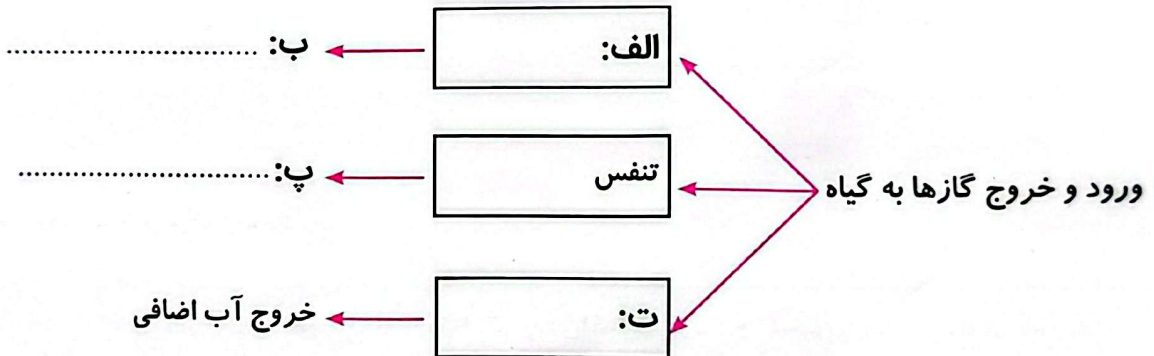 الف:
ب: ..............................
تنفس
پ: ..............................
ورود و خروج گازها به گیاه
ت:
خروج آب اضافی